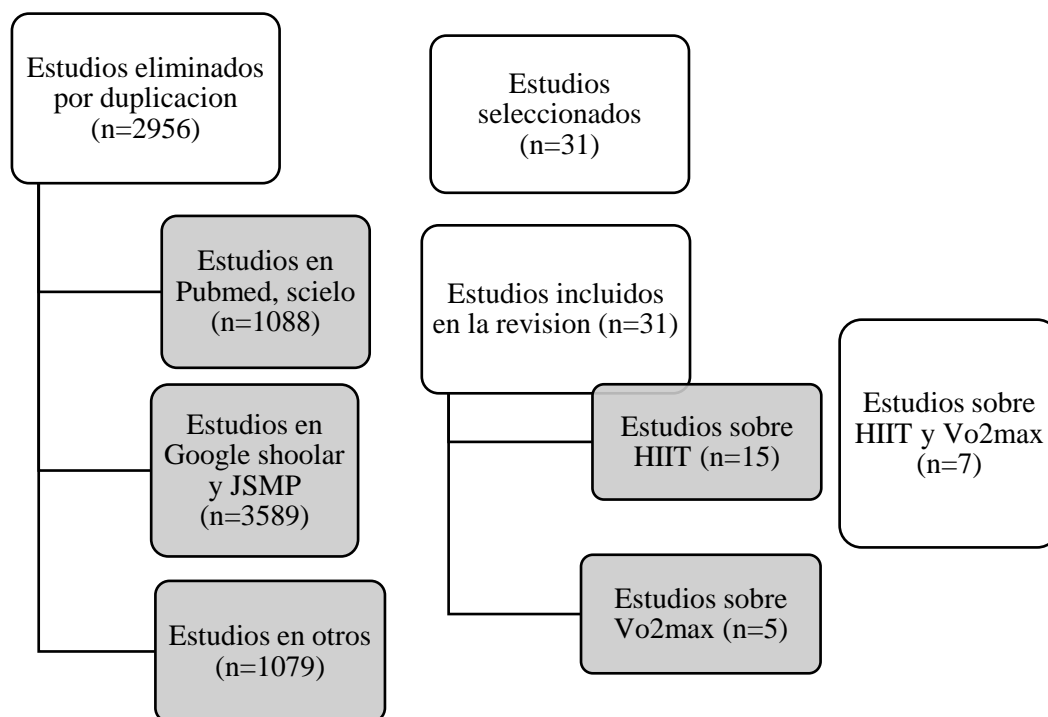 Estudios eliminados
por duplicacion
(n=2956)
Estudios en
Pubmed, scielo
(n=1088)
Estudios en
Google shoolar
y JSMP
(n=3589)
Estudios en otros
(n=1079)
Estudios
seleccionados
(n=31)
Estudios incluidos
en la revision (n=31)
Estudios sobre
HIIT (n=15)
Estudios sobre
Vo2max (n=5)
Estudios sobre
HIIT y Vo2max
(n=7)